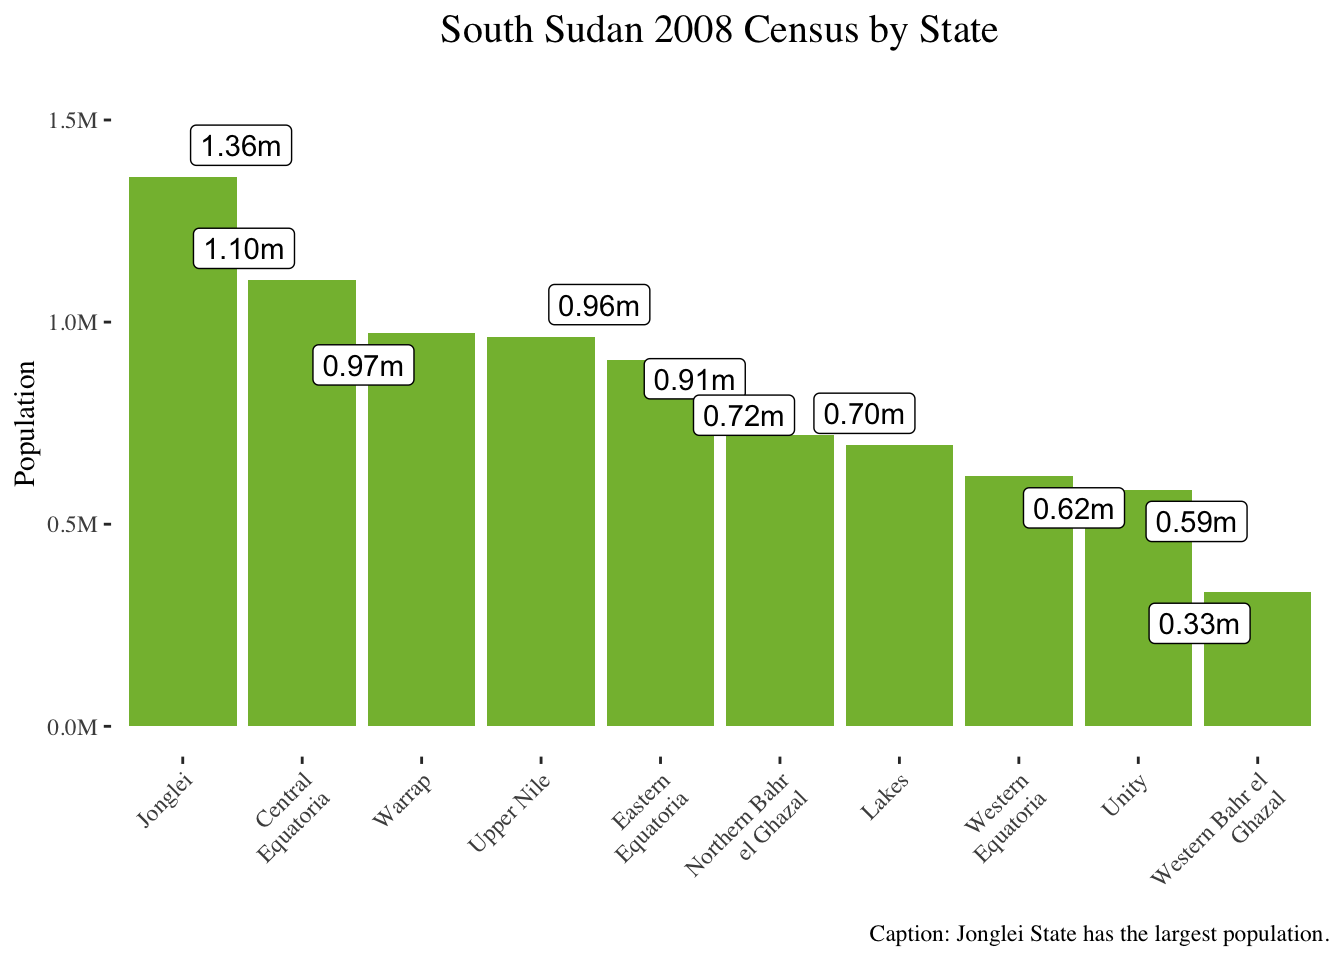 South Sudan 2008 Census by State
Population
1.5M
1.0M
0.5M
0.0M
1.36m
1.10m
0.97m
0.96m
0.91m
0.72m
0.70m
0.62m
0.59m
0.33m
Jonglei
Central
Equatoria
Warrap
Upper Nile
Eastern
Equatoria
Northern Bahr
el Ghazal
Lakes
Western
Equatoria
Unity
Western Bahr el
Ghazal
Caption: Jonglei State has the largest population.